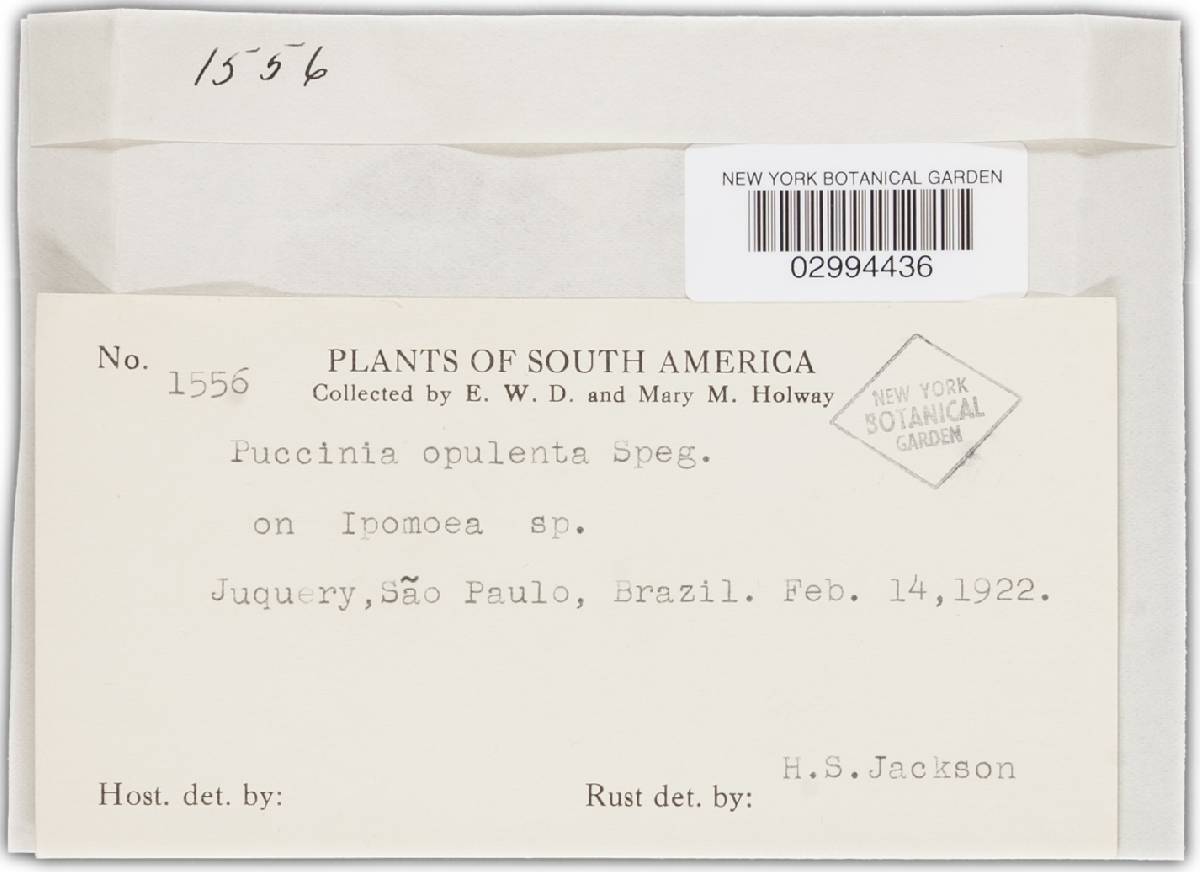 1556
NEW YORK BOTANICAL GARDEN
02994436
No. 1556
PLANTS OF SOUTH AMERICA
Collected by E. W. D. and Mary M. Holway
NEW YORK
BOTANICAL
GARDEN
Puccinia opulenta Speg.
on Ipomoea sp.
Juquery,São Paulo, Brazil. Feb. 14,1922.
H.S.Jackson
Host. det. by:
Rust det. by: